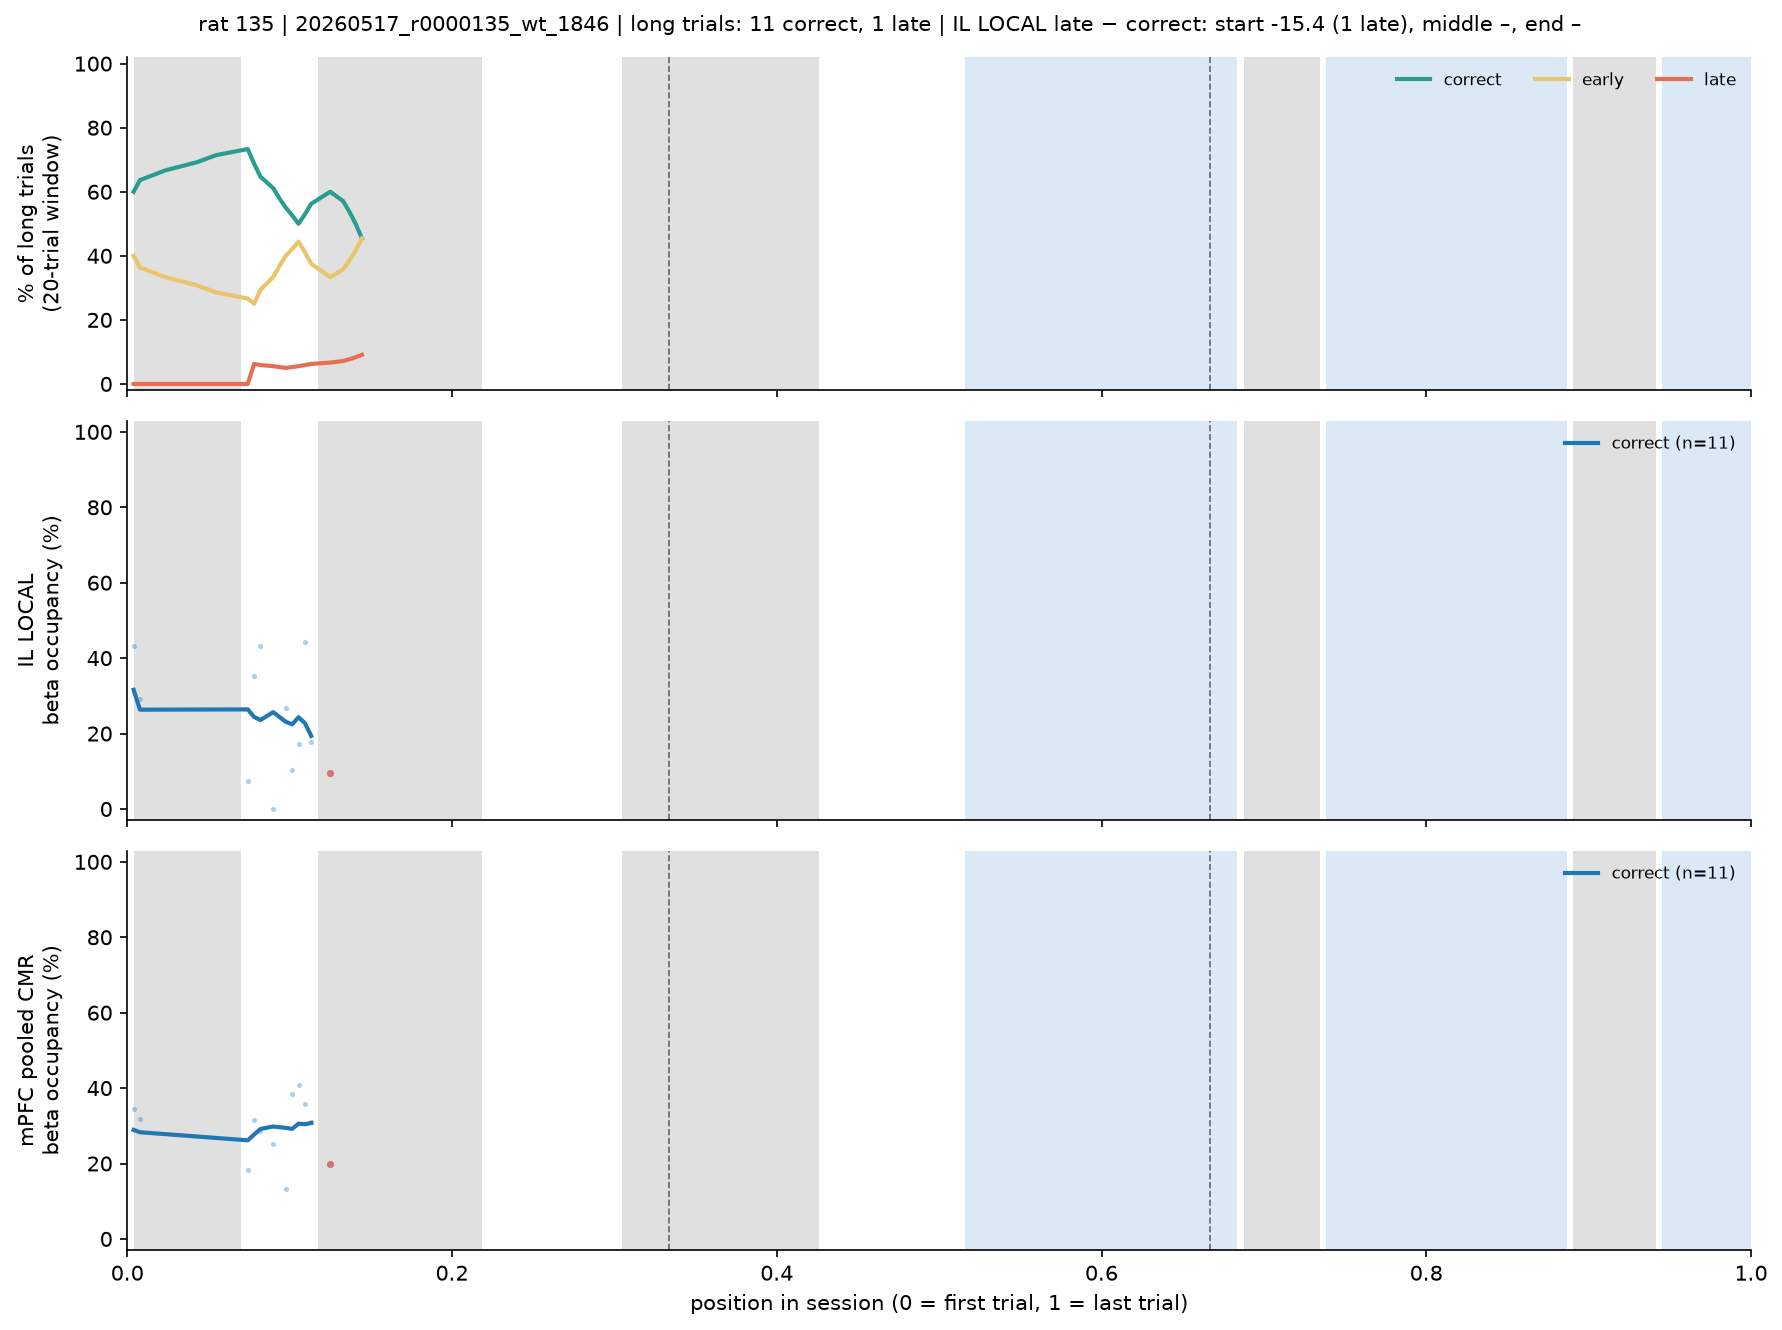 rat 135 | 20260517_r0000135_wt_1846 | long trials: 11 correct, 1 late | IL LOCAL late − correct: start -15.4 (1 late), middle –, end –
% of long trials
(20-trial window)
100
80
60
40
20
0
correct
early
late
IL LOCAL
beta occupancy (%)
100
80
60
40
20
0
correct (n=11)
mPFC pooled CMR
beta occupancy (%)
100
80
60
40
20
0
correct (n=11)
0.0 0.2 0.4 0.6 0.8 1.0
position in session (0 = first trial, 1 = last trial)